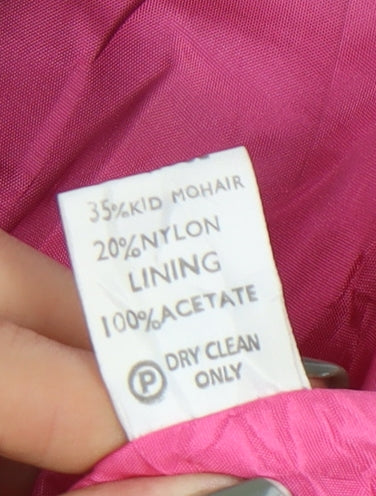 35%KID MOHAIR
20%NYLON
LINING
100%ACETATE
P DRY CLEAN
ONLY